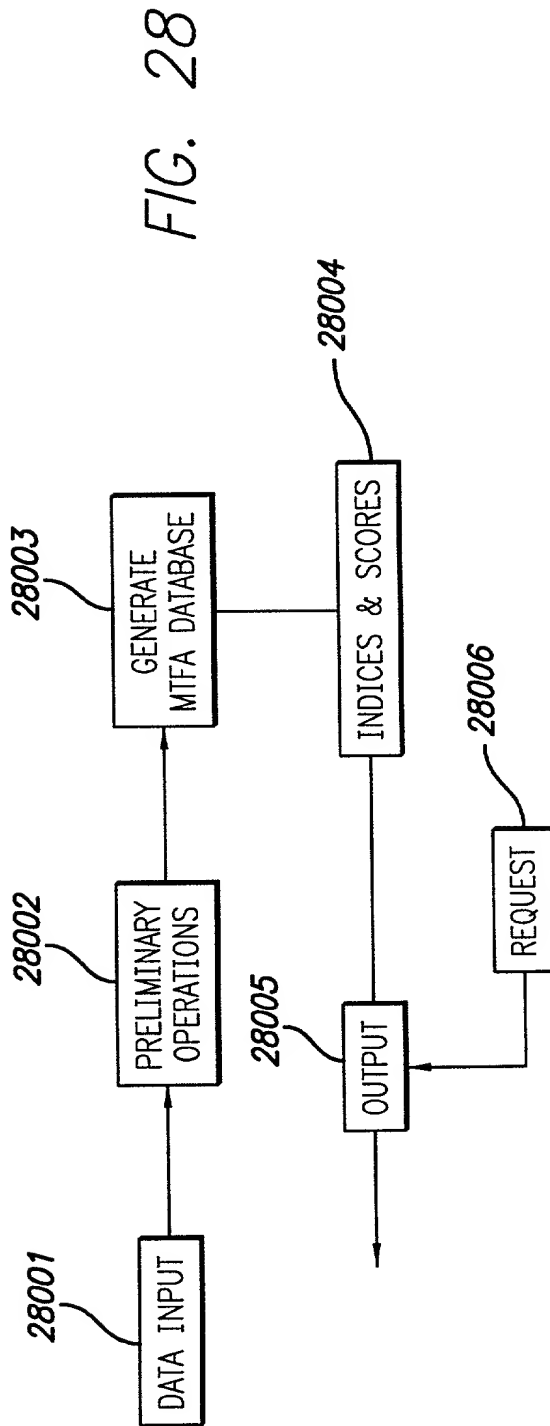 FIG. 28
28001
DATA INPUT
28002
PRELIMINARY
OPERATIONS
28003
GENERATE
MTFA DATABASE
28004
INDICES & SCORES
28005
OUTPUT
28006
REQUEST